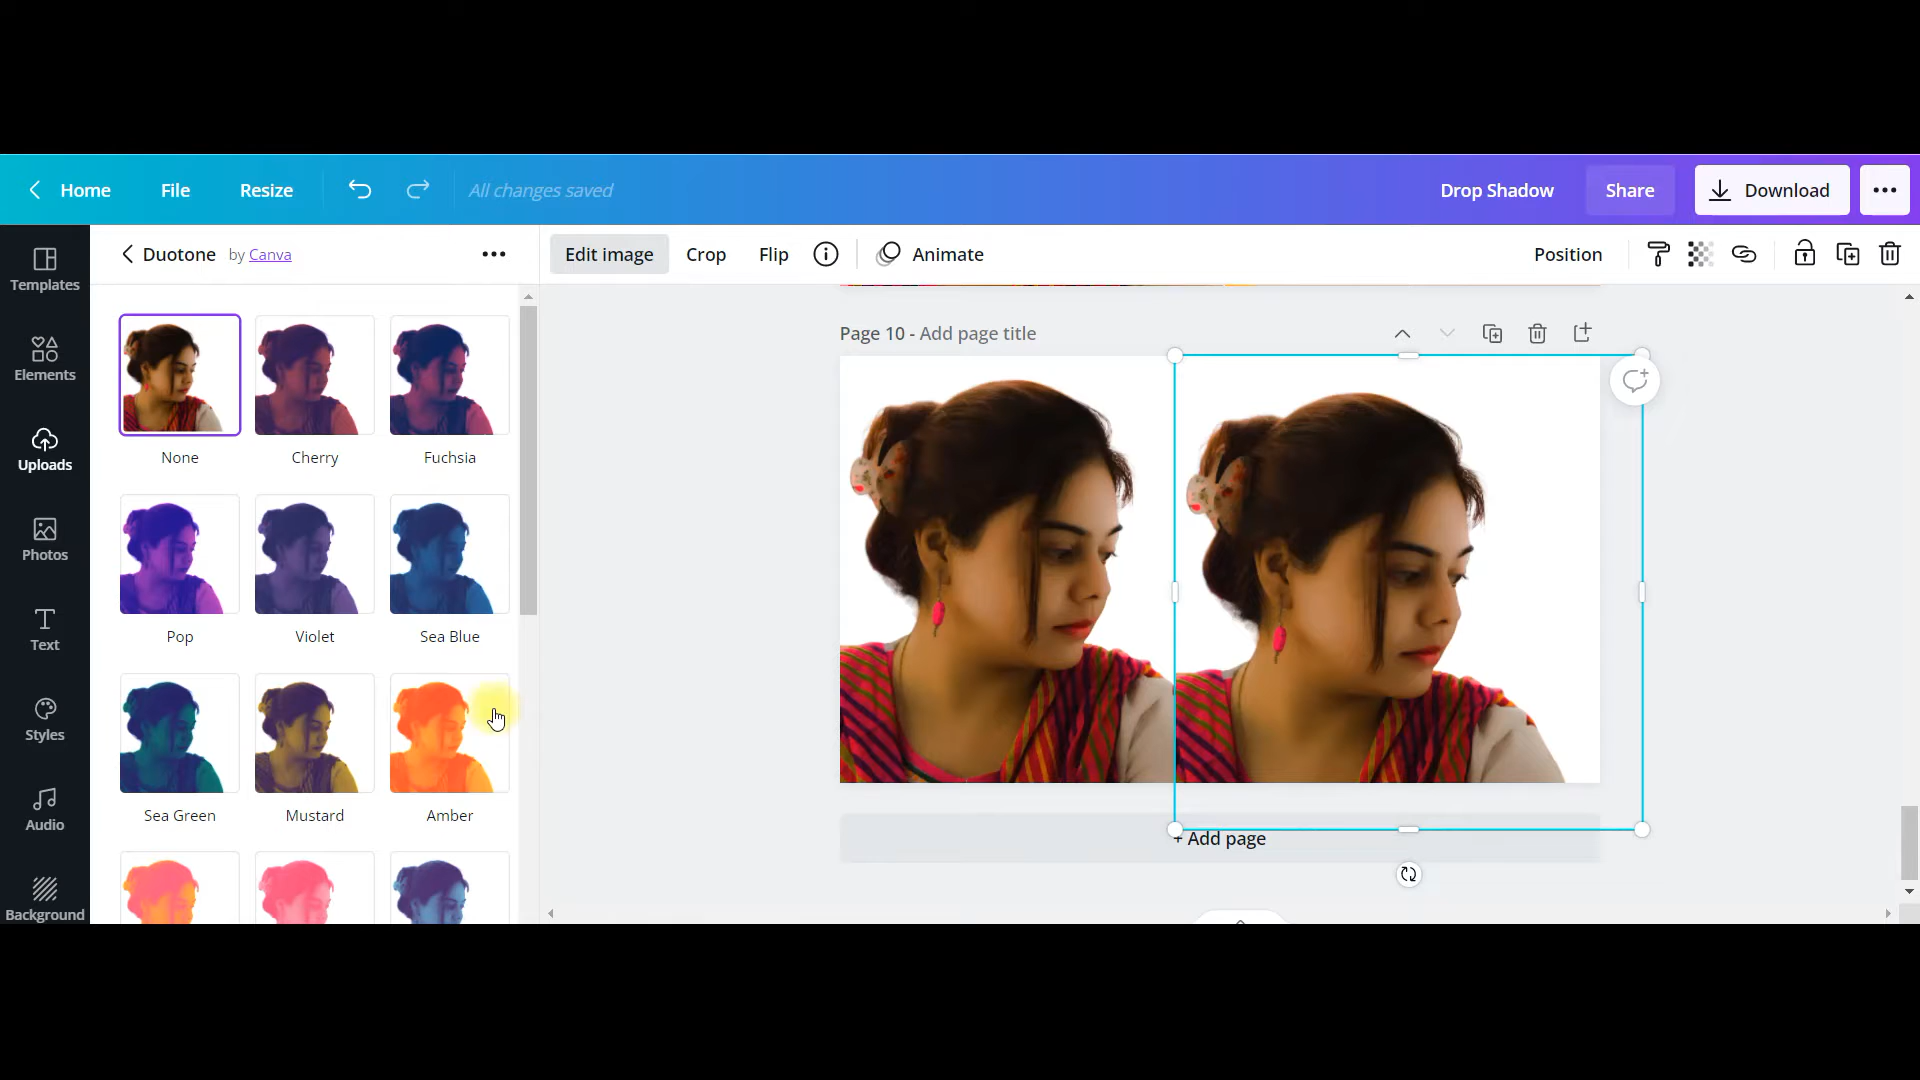 Home File Resize All changes saved Drop Shadow Share Download
Duotone by Canva
Edit image Crop Flip Animate Position
Templates
Elements
Uploads
Photos
Text
Styles
Audio
Background
None Cherry Fuchsia
Pop Violet Sea Blue
Sea Green Mustard Amber
Page 10 - Add page title
+ Add page